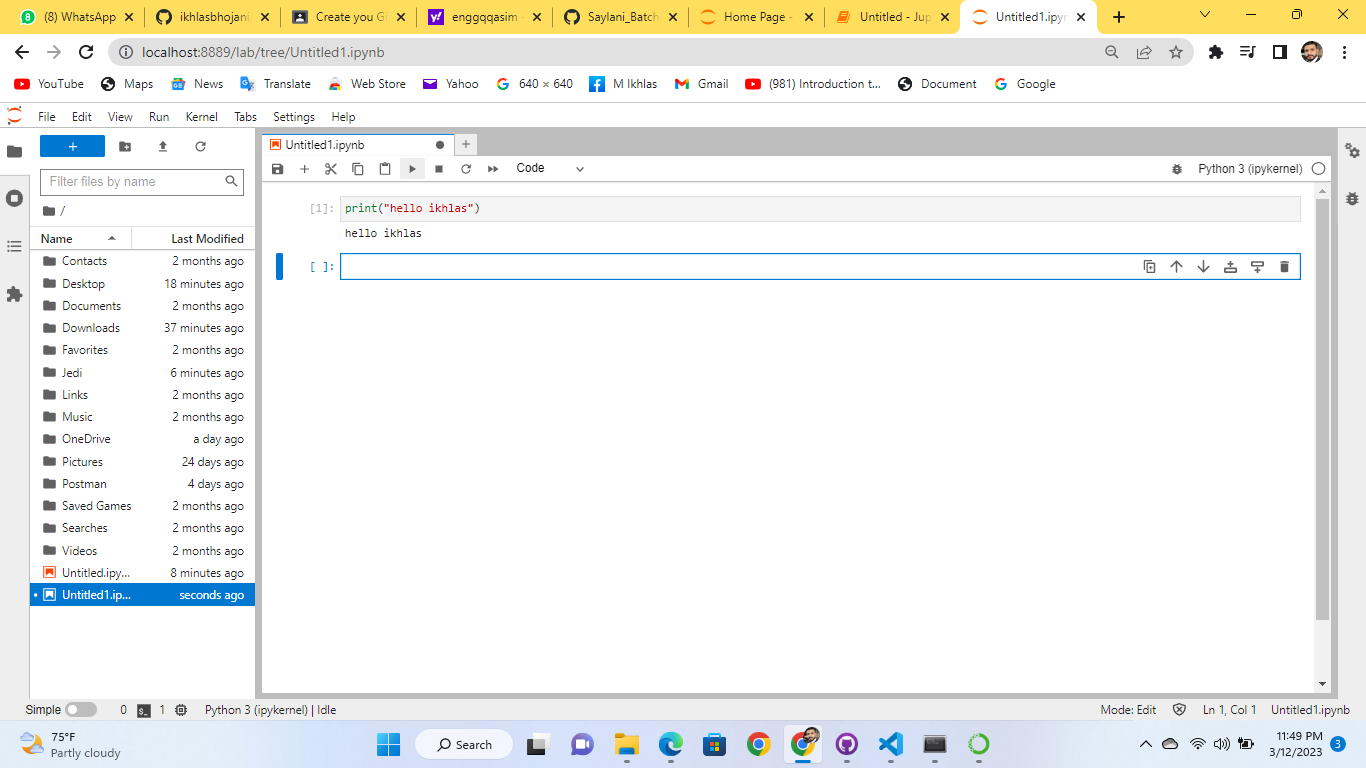 (8) WhatsApp
ikhlasbhojani
Create you Gi
enggqqasim -
Saylani_Batch
Home Page -
Untitled - Jup
Untitled1.ipyn
localhost:8889/lab/tree/Untitled1.ipynb
YouTube Maps News Translate Web Store Yahoo 640 × 640 M Ikhlas Gmail (981) Introduction t... Document Google
File Edit View Run Kernel Tabs Settings Help
Untitled1.ipynb
Filter files by name
Code
Python 3 (ipykernel)
/
Name Last Modified
Contacts 2 months ago
Desktop 18 minutes ago
Documents 2 months ago
Downloads 37 minutes ago
Favorites 2 months ago
Jedi 6 minutes ago
Links 2 months ago
Music 2 months ago
OneDrive a day ago
Pictures 24 days ago
Postman 4 days ago
Saved Games 2 months ago
Searches 2 months ago
Videos 2 months ago
Untitled.ipy... 8 minutes ago
Untitled1.ip... seconds ago
[1]: print("hello ikhlas")
hello ikhlas
[ ]:
Simple 0 1 Python 3 (ipykernel) | Idle Mode: Edit Ln 1, Col 1 Untitled1.ipynb
75°F
Partly cloudy
Search
11:49 PM
3/12/2023
3